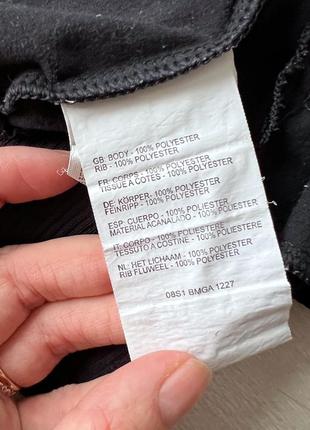 GB: BODY - 100% POLYESTER
RIB - 100% POLYESTER
FR: CORPS - 100% POLYESTER
TISSUE A COTES - 100% POLYESTER
DE: KÖRPER - 100% POLYESTER
FEINRIPP - 100% POLYESTER
ESP: CUERPO - 100% POLYESTER
MATERIAL ACANALADO - 100% POLYESTER
IT: CORPO - 100% POLIESTERE
TESSUTO A COSTINE - 100% POLIESTERE
NL: HET LICHAAM - 100% POLYESTER
RIB FLUWEEL - 100% POLYESTER
08S1 BMGA 1227